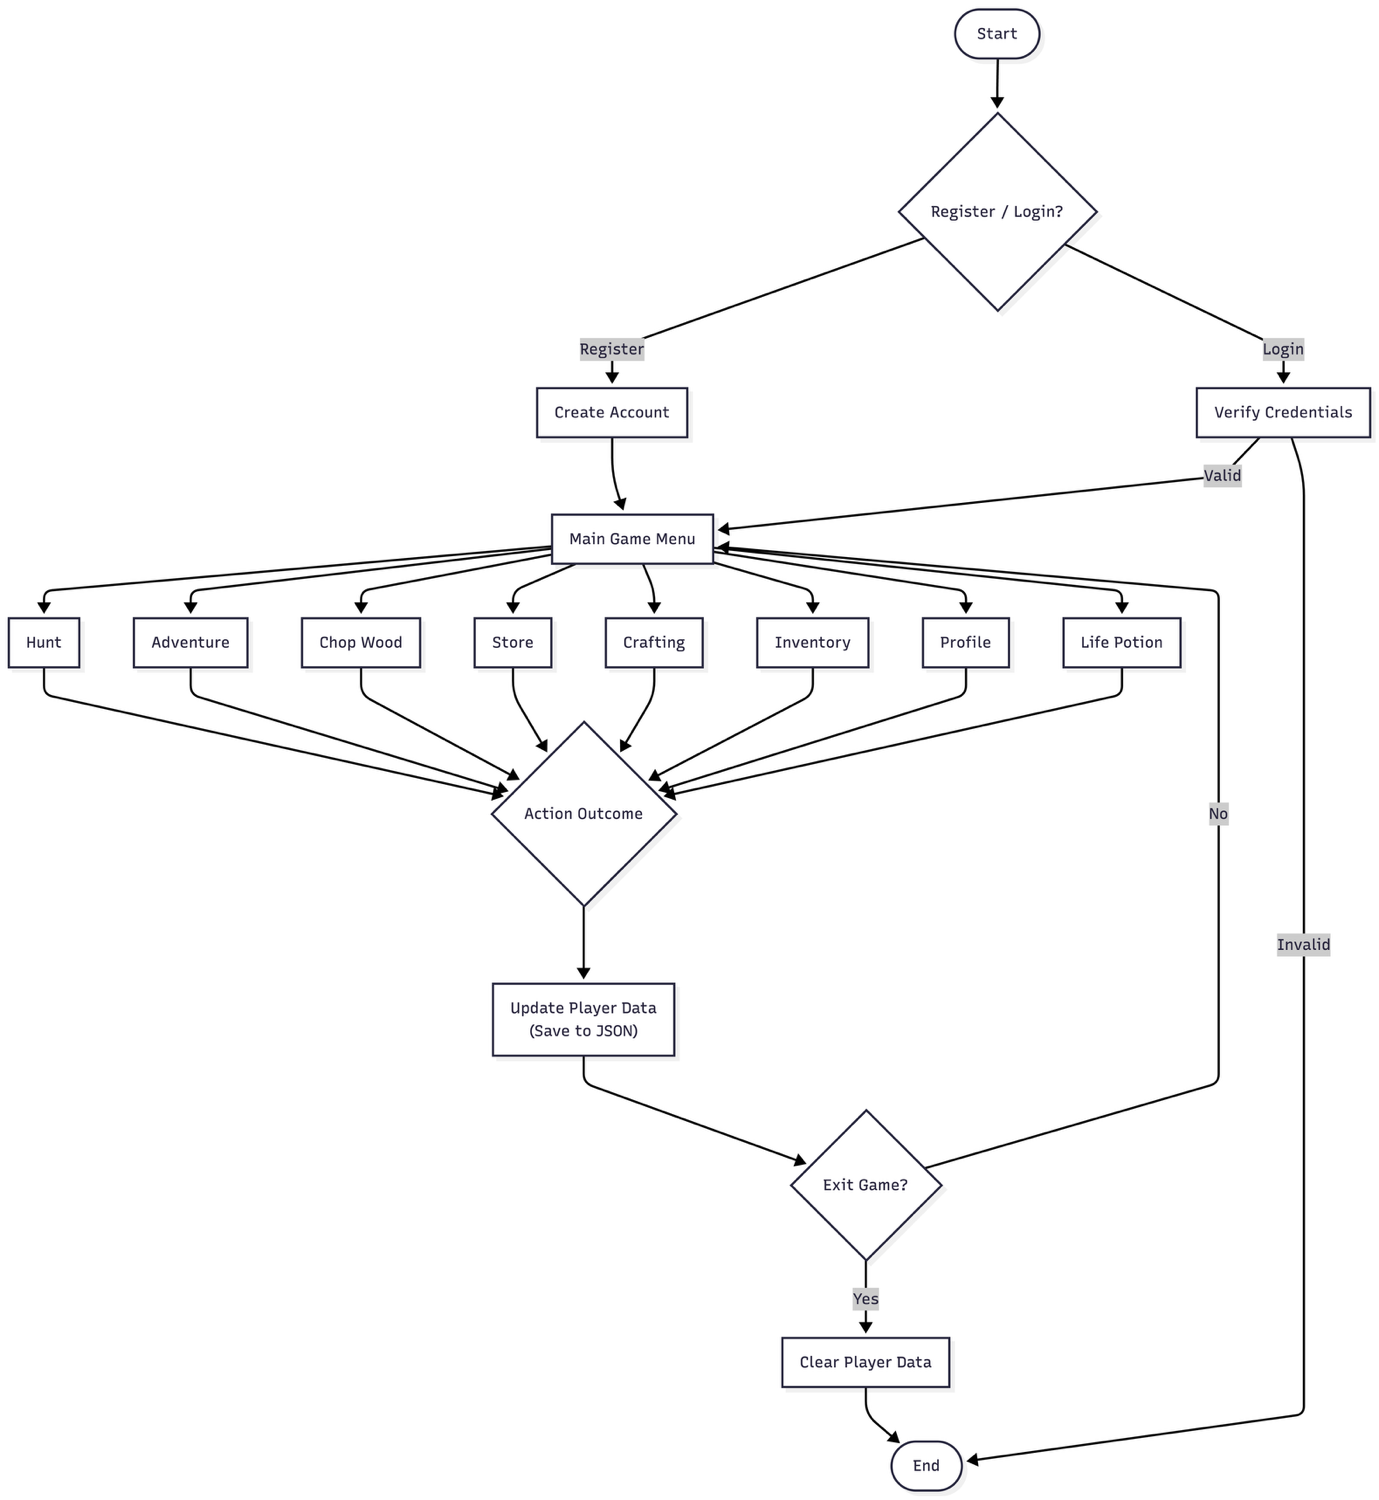 Start
Register / Login?
Register
Login
Create Account
Verify Credentials
Valid
Main Game Menu
Hunt
Adventure
Chop Wood
Store
Crafting
Inventory
Profile
Life Potion
Action Outcome
No
Invalid
Update Player Data
(Save to JSON)
Exit Game?
Yes
Clear Player Data
End